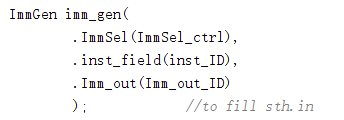 ImmGen imm_gen(
.ImmSel(ImmSel_ctrl),
.inst_field(inst_ID),
.Imm_out(Imm_out_ID)
); //to fill sth.in